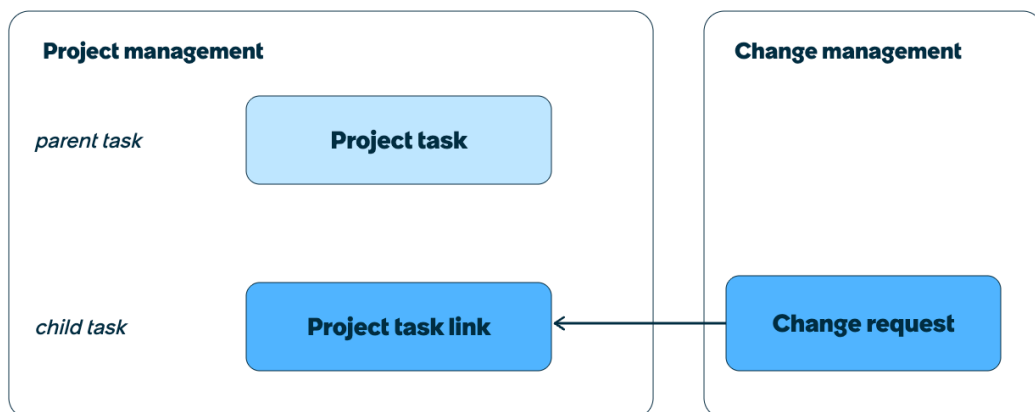 Project management
Change management
parent task
Project task
child task
Project task link
Change request